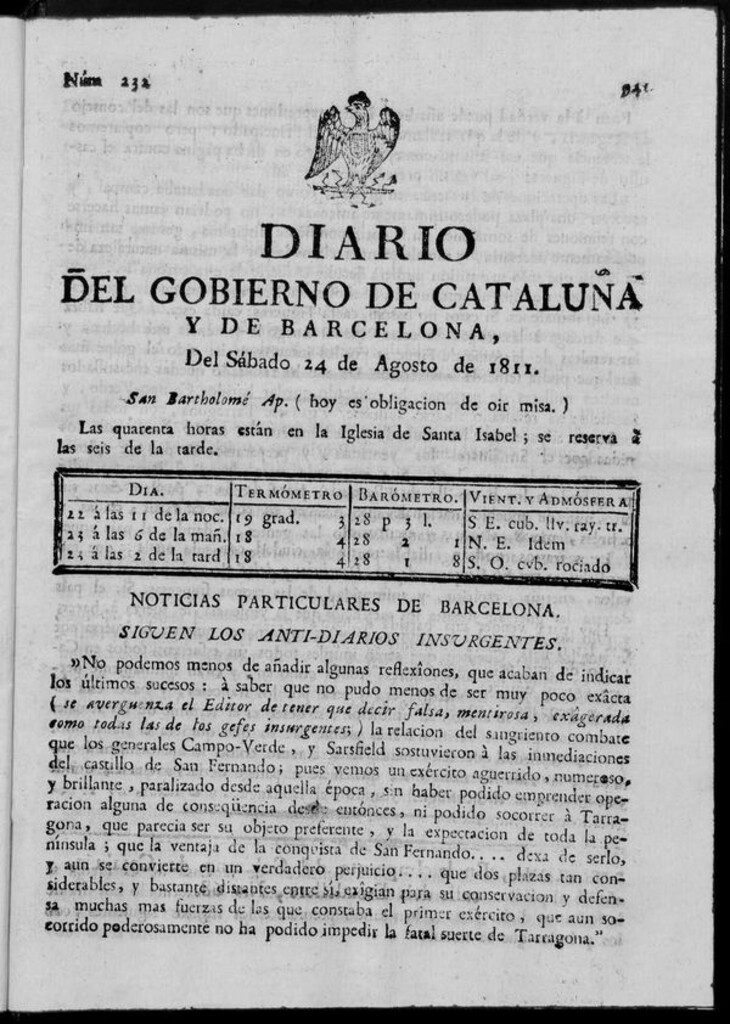 Núm 232
DIARIO
DEL GOBIERNO DE CATALUÑA
Y DE BARCELONA,
Del Sábado 24 de Agosto de 1811.
San Bartholomé Ap. ( hoy es obligacion de oir misa. )
Las quarenta horas están en la Iglesia de Santa Isabel ; se reserva á
las seis de la tarde.
DIA. TERMÓMETRO BARÓMETRO. VIENT. Y ADMÓSFERA
22 á las 11 de la noc. 19 grad. 3 28 p 3 l. S E. cub. llv. ray. tr.
23 á las 6 de la mañ. 18 4 28 2 1 N. E. Idem
23 á las 2 de la tard 18 4 28 1 8 S. O. cvb. rociado
NOTICIAS PARTICULARES DE BARCELONA.
SIGUEN LOS ANTI-DIARIOS INSURGENTES.
»No podemos menos de añadir algunas reflexîones, que acaban de indicar
los últimos sucesos : à saber que no pudo menos de ser muy poco exâcta
( se averguenza el Editor de tener que decir falsa, mentirosa, exâgerada
como todas las de los gefes insurgentes; ) la relacion del sangriento combate
que los generales Campo-Verde, y Sarsfield sostuvieron à las inmediaciones
del castillo de San Fernando; pues vemos un exército aguerrido, numeroso,
y brillante, paralizado desde aquella época, sin haber podido emprender ope-
racion alguna de conseqüencia desde entónces, ni podido socorrer à Tarra-
gona, que parecia ser su objeto preferente, y la expectacion de toda la pe-
nínsula ; que la ventaja de la conquista de San Fernando.... dexa de serlo,
y aun se convierte en un verdadero perjuicio.... que dos plazas tan con-
siderables, y bastante distantes entre si, exigian para su conservacion y defen-
sa muchas mas fuerzas de las que constaba el primer exército, que aun so-
corrido poderosamente no ha podido impedir la fatal suerte de Tarragona."